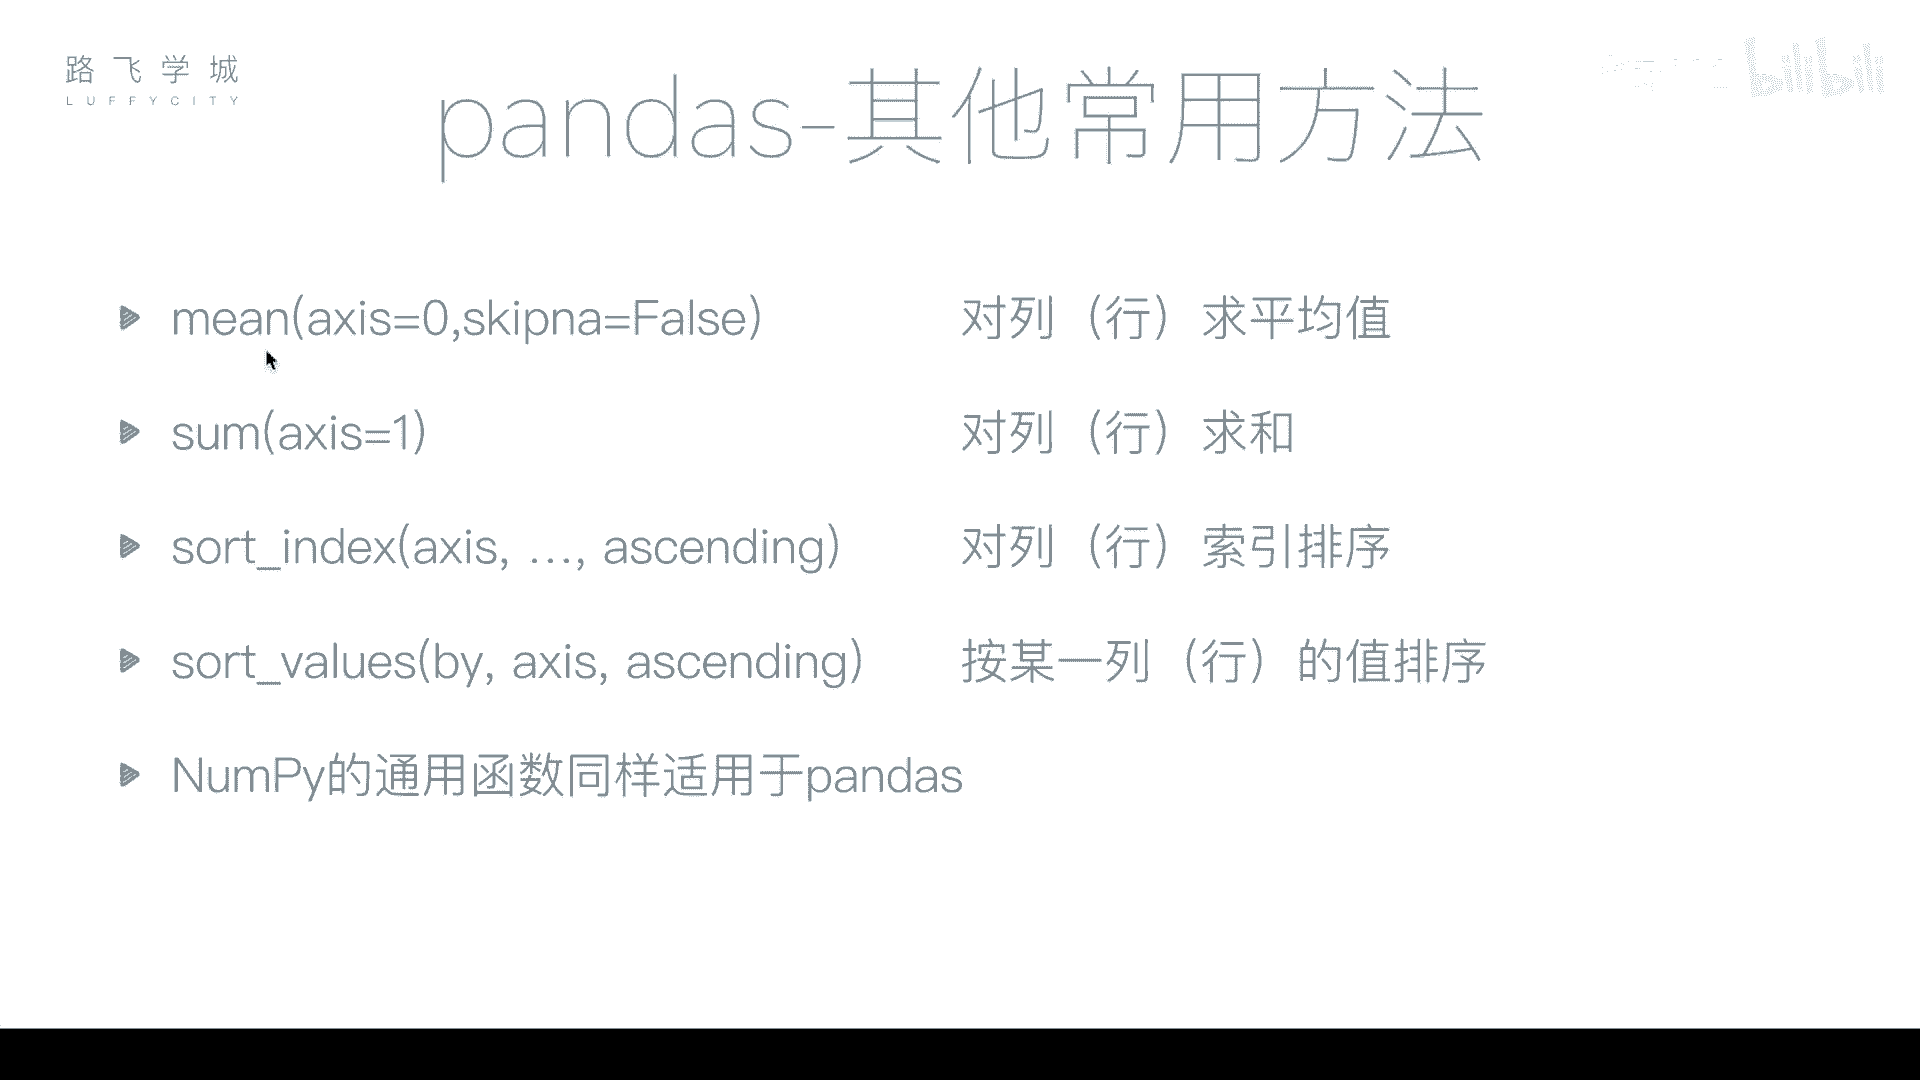 路飞学城
LUFFYCITY
bilibili
pandas-其他常用方法
mean(axis=0,skipna=False) 对列（行）求平均值
sum(axis=1) 对列（行）求和
sort_index(axis, …, ascending) 对列（行）索引排序
sort_values(by, axis, ascending) 按某一列（行）的值排序
NumPy的通用函数同样适用于pandas